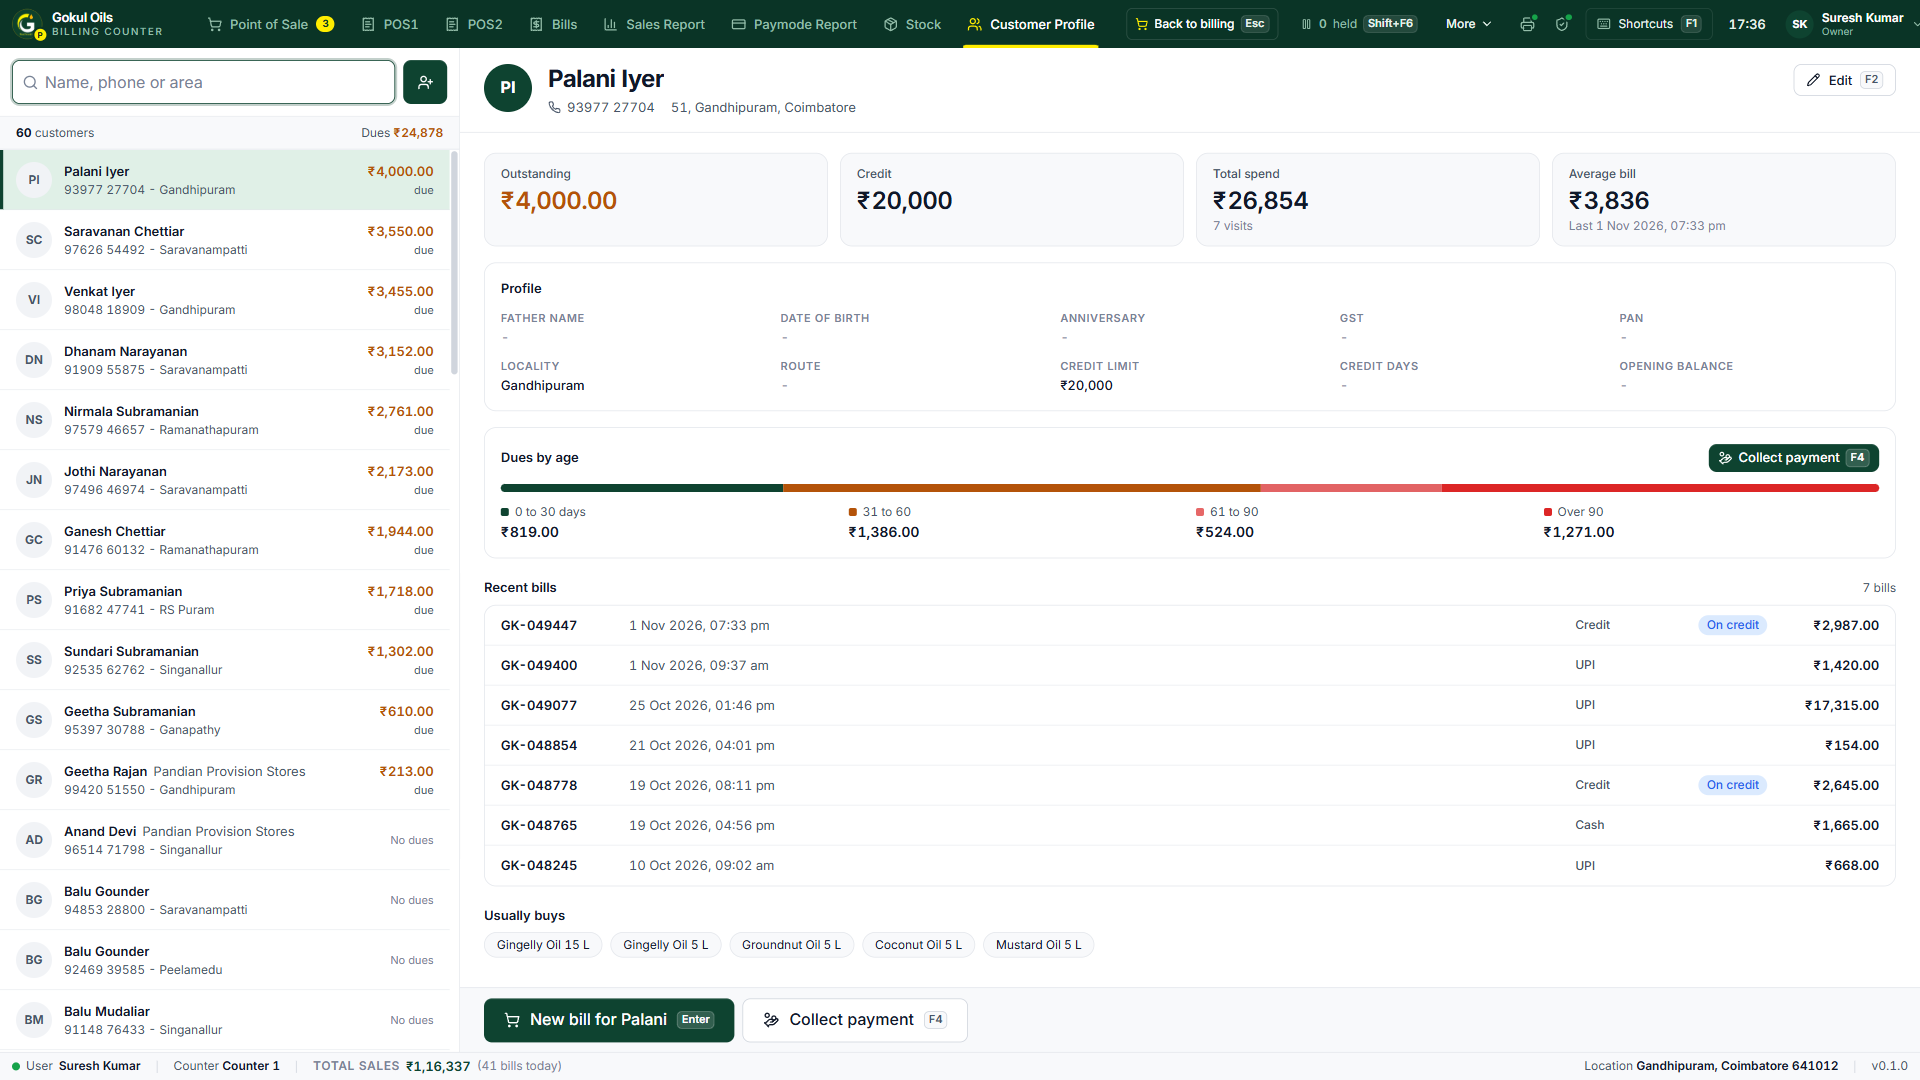 Gokul Oils
BILLING COUNTER
Point of Sale 3
POS1
POS2
Bills
Sales Report
Paymode Report
Stock
Customer Profile
Back to billing Esc
0 held Shift+F6
More
Shortcuts F1
17:36
SK
Suresh Kumar
Owner
Name, phone or area
60 customers
Dues ₹24,878
PI
Palani Iyer
₹4,000.00
93977 27704 - Gandhipuram
due
SC
Saravanan Chettiar
₹3,550.00
97626 54492 - Saravanampatti
due
VI
Venkat Iyer
₹3,455.00
98048 18909 - Gandhipuram
due
DN
Dhanam Narayanan
₹3,152.00
91909 55875 - Saravanampatti
due
NS
Nirmala Subramanian
₹2,761.00
97579 46657 - Ramanathapuram
due
JN
Jothi Narayanan
₹2,173.00
97496 46974 - Saravanampatti
due
GC
Ganesh Chettiar
₹1,944.00
91476 60132 - Ramanathapuram
due
PS
Priya Subramanian
₹1,718.00
91682 47741 - RS Puram
due
SS
Sundari Subramanian
₹1,302.00
92535 62762 - Singanallur
due
GS
Geetha Subramanian
₹610.00
95397 30788 - Ganapathy
due
GR
Geetha Rajan Pandian Provision Stores
₹213.00
99420 51550 - Gandhipuram
due
AD
Anand Devi Pandian Provision Stores
96514 71798 - Singanallur
No dues
BG
Balu Gounder
94853 28800 - Saravanampatti
No dues
BG
Balu Gounder
92469 39585 - Peelamedu
No dues
BM
Balu Mudaliar
91148 76433 - Singanallur
No dues
PI
Palani Iyer
93977 27704 51, Gandhipuram, Coimbatore
Edit F2
Outstanding
₹4,000.00
Credit
₹20,000
Total spend
₹26,854
7 visits
Average bill
₹3,836
Last 1 Nov 2026, 07:33 pm
Profile
FATHER NAME
-
DATE OF BIRTH
-
ANNIVERSARY
-
GST
-
PAN
-
LOCALITY
Gandhipuram
ROUTE
-
CREDIT LIMIT
₹20,000
CREDIT DAYS
-
OPENING BALANCE
-
Dues by age
Collect payment F4
0 to 30 days
₹819.00
31 to 60
₹1,386.00
61 to 90
₹524.00
Over 90
₹1,271.00
Recent bills
7 bills
GK-049447 1 Nov 2026, 07:33 pm Credit On credit ₹2,987.00
GK-049400 1 Nov 2026, 09:37 am UPI ₹1,420.00
GK-049077 25 Oct 2026, 01:46 pm UPI ₹17,315.00
GK-048854 21 Oct 2026, 04:01 pm UPI ₹154.00
GK-048778 19 Oct 2026, 08:11 pm Credit On credit ₹2,645.00
GK-048765 19 Oct 2026, 04:56 pm Cash ₹1,665.00
GK-048245 10 Oct 2026, 09:02 am UPI ₹668.00
Usually buys
Gingelly Oil 15 L
Gingelly Oil 5 L
Groundnut Oil 5 L
Coconut Oil 5 L
Mustard Oil 5 L
New bill for Palani Enter
Collect payment F4
User Suresh Kumar
Counter Counter 1
TOTAL SALES ₹1,16,337 (41 bills today)
Location Gandhipuram, Coimbatore 641012
v0.1.0